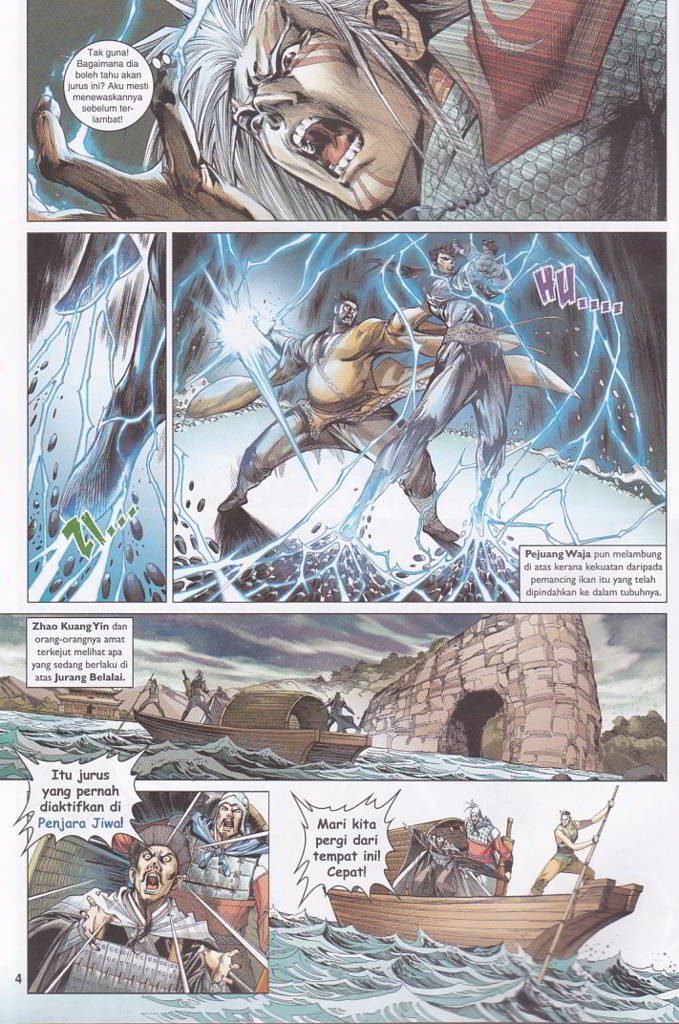 Tak guna!
Bagaimana dia
boleh tahu akan
jurus ini? Aku mesti
menewaskannya
sebelum ter-
lambat!
ZI...
HU....
Pejuang Waja pun melambung
di atas kerana kekuatan daripada
pemancing ikan itu yang telah
dipindahkan ke dalam tubuhnya.
Zhao Kuang Yin dan
orang-orangnya amat
terkejut melihat apa
yang sedang berlaku di
atas Jurang Belalai.
Itu jurus
yang pernah
diaktifkan di
Penjara Jiwa!
Mari kita
pergi dari
tempat ini!
Cepat!
4